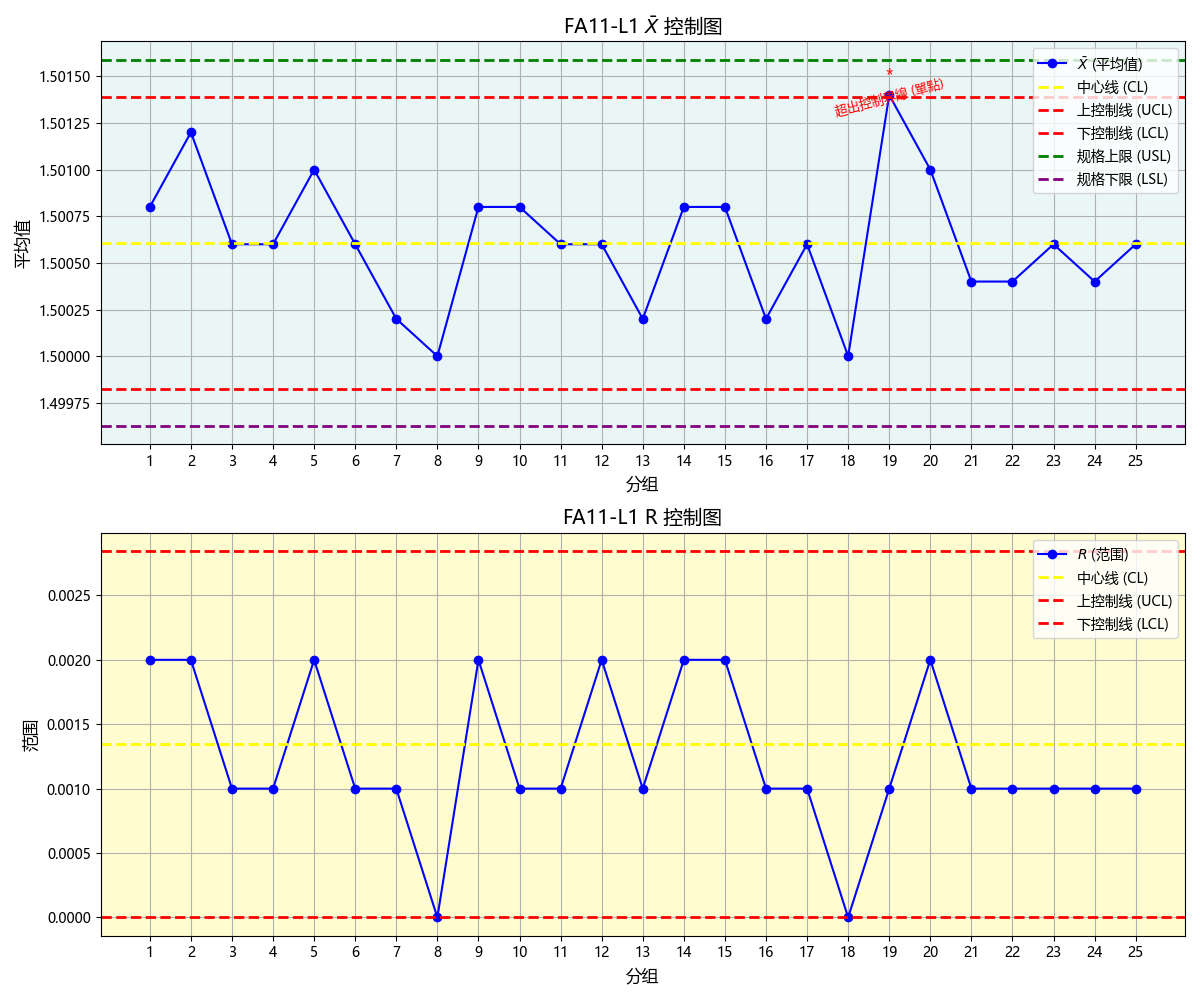 FA11-L1 X̄ 控制图
平均值
1.50150
1.50125
1.50100
1.50075
1.50050
1.50025
1.50000
1.49975
*
X̄ (平均值)
中心线 (CL)
上控制线 (UCL)
下控制线 (LCL)
规格上限 (USL)
规格下限 (LSL)
1 2 3 4 5 6 7 8 9 10 11 12 13 14 15 16 17 18 19 20 21 22 23 24 25
分组
FA11-L1 R 控制图
范围
0.0025
0.0020
0.0015
0.0010
0.0005
0.0000
R (范围)
中心线 (CL)
上控制线 (UCL)
下控制线 (LCL)
1 2 3 4 5 6 7 8 9 10 11 12 13 14 15 16 17 18 19 20 21 22 23 24 25
分组